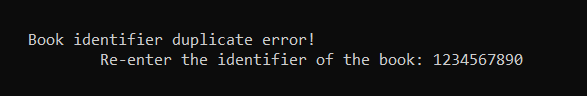 Book identifier duplicate error!
Re-enter the identifier of the book: 1234567890